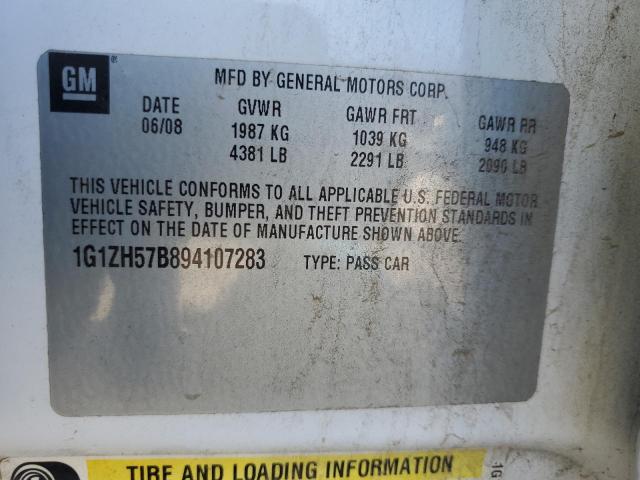 GM ®
MFD BY GENERAL MOTORS CORP.
DATE GVWR GAWR FRT GAWR RR
06/08 1987 KG 1039 KG 948 KG
4381 LB 2291 LB 2090 LB
THIS VEHICLE CONFORMS TO ALL APPLICABLE U.S. FEDERAL MOTOR
VEHICLE SAFETY, BUMPER, AND THEFT PREVENTION STANDARDS IN
EFFECT ON THE DATE OF MANUFACTURE SHOWN ABOVE.
1G1ZH57B894107283 TYPE: PASS CAR
TIRE AND LOADING INFORMATION
1G